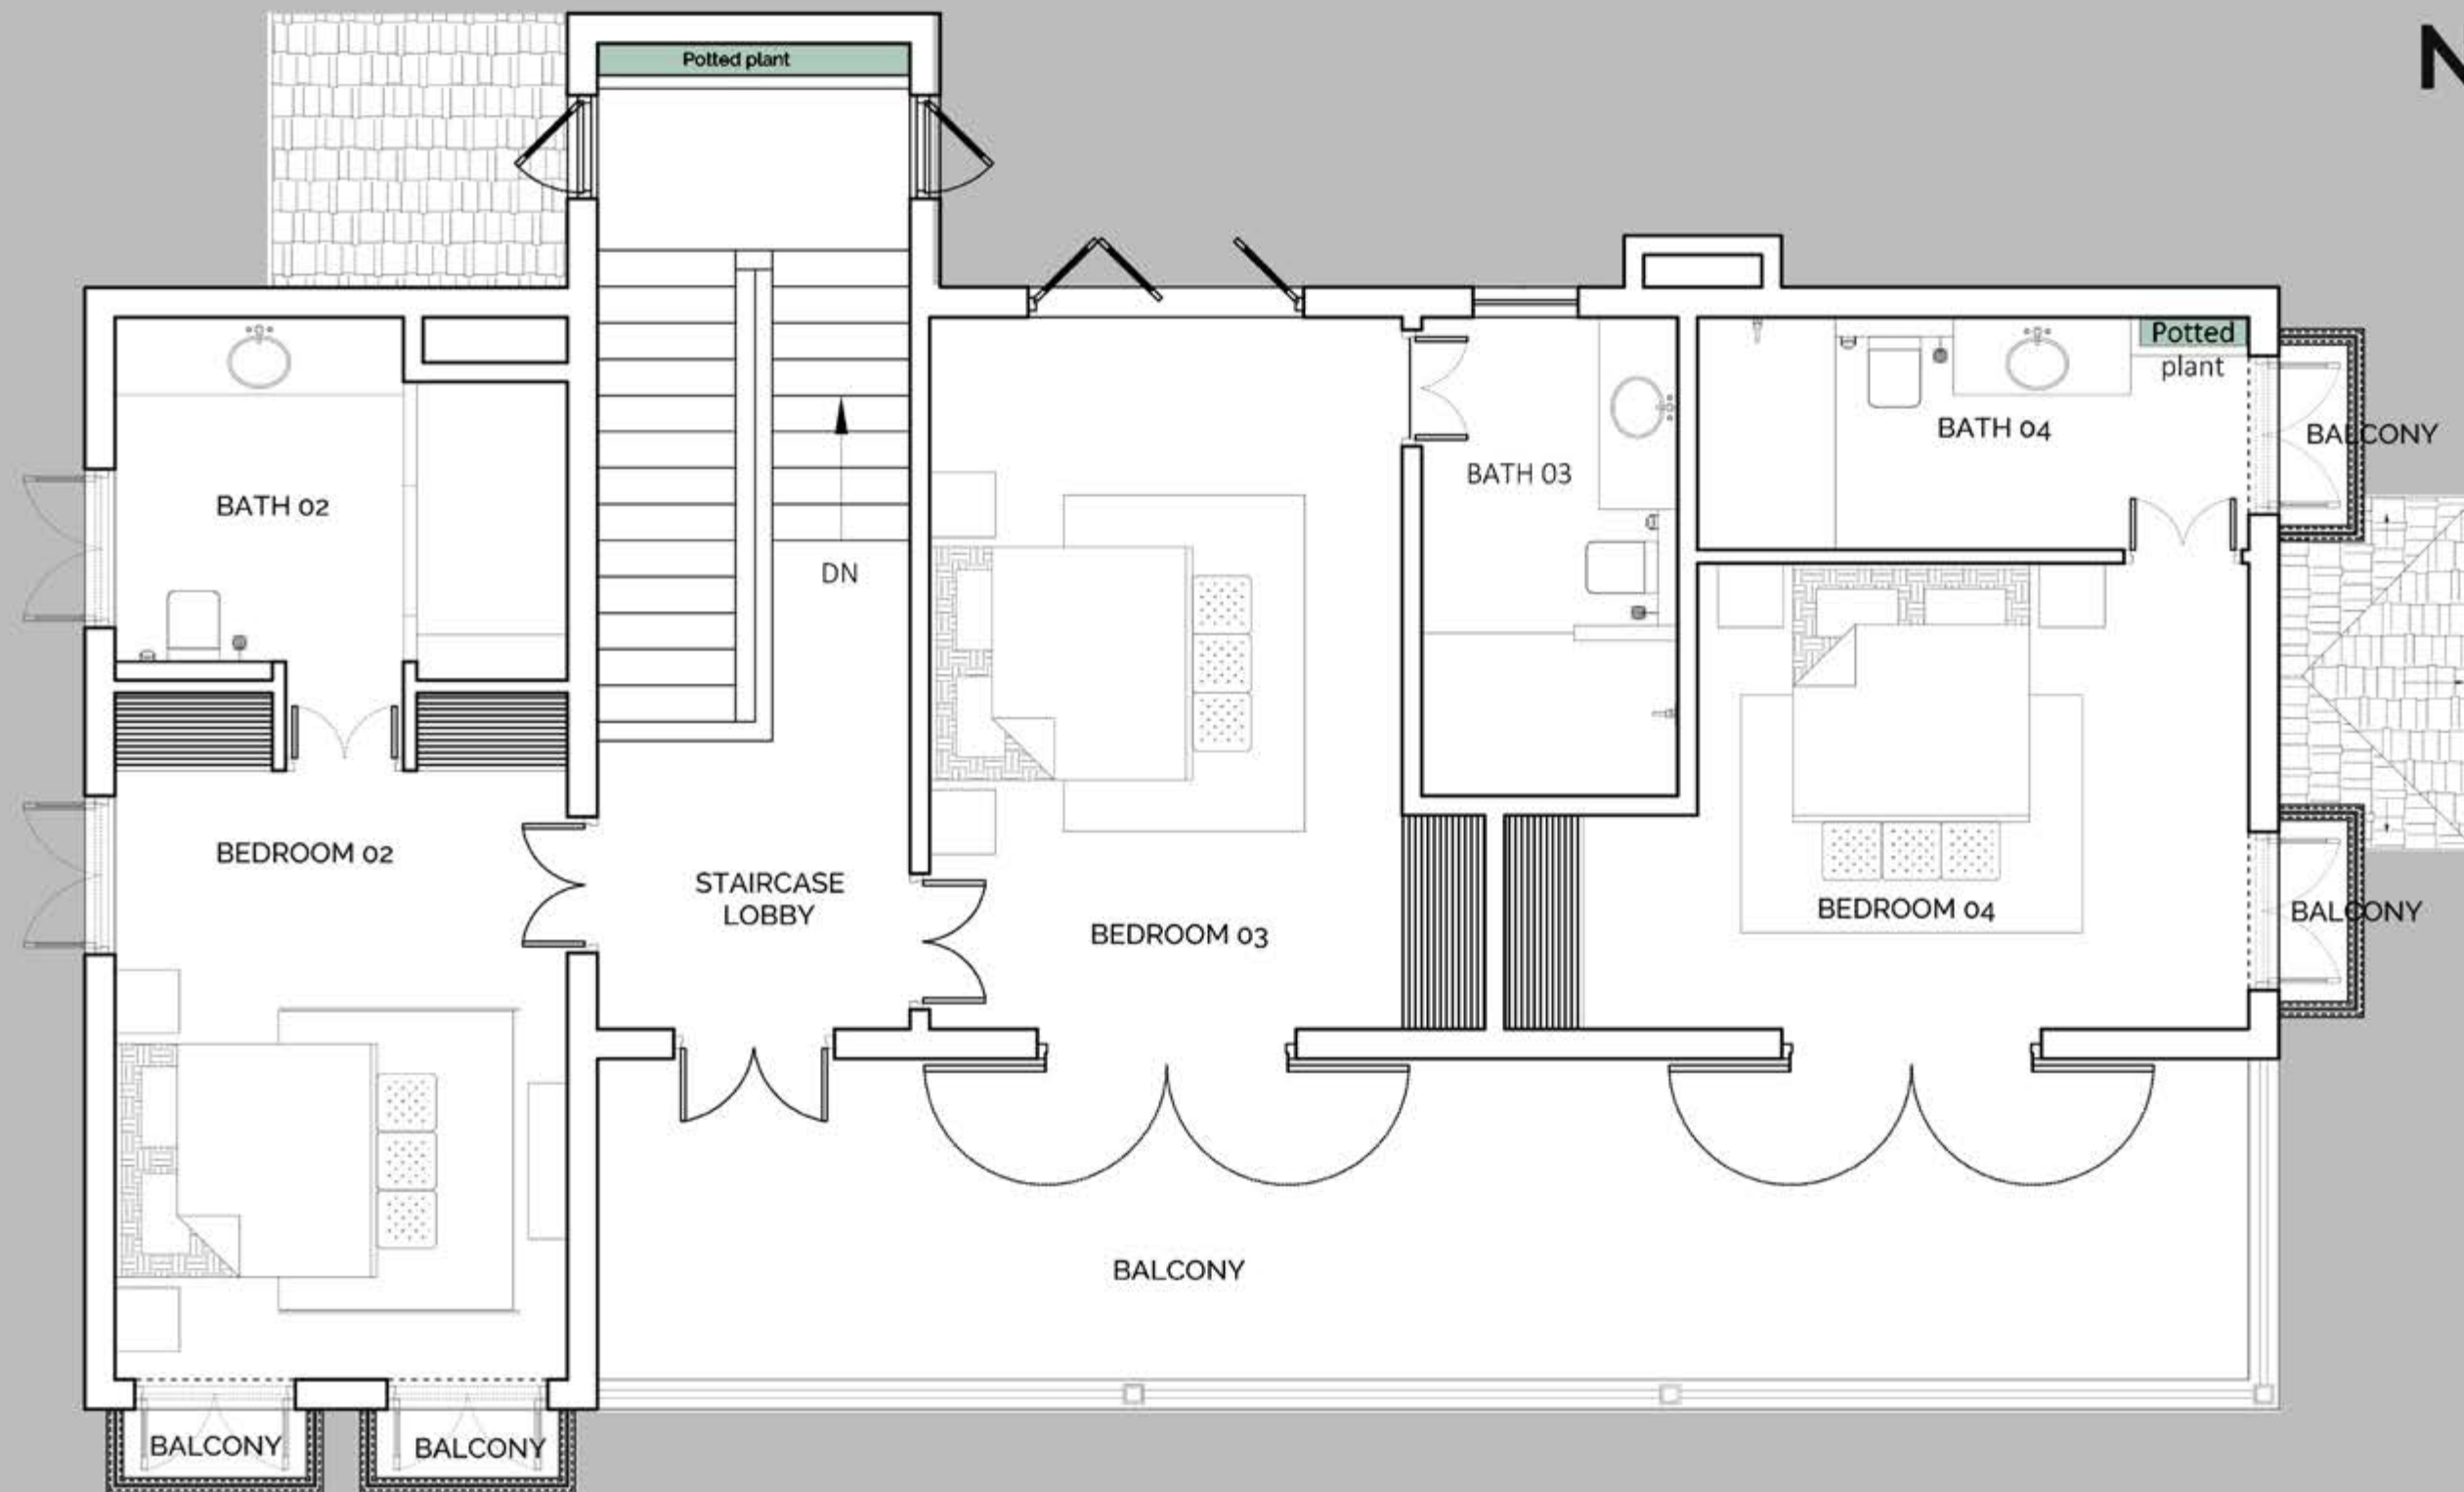 Potted plant
N
Potted
plant
BATH 04
BALCONY
BATH 03
BATH 02
DN
BEDROOM 02
STAIRCASE
LOBBY
BEDROOM 03
BEDROOM 04
BALCONY
BALCONY
BALCONY
BALCONY